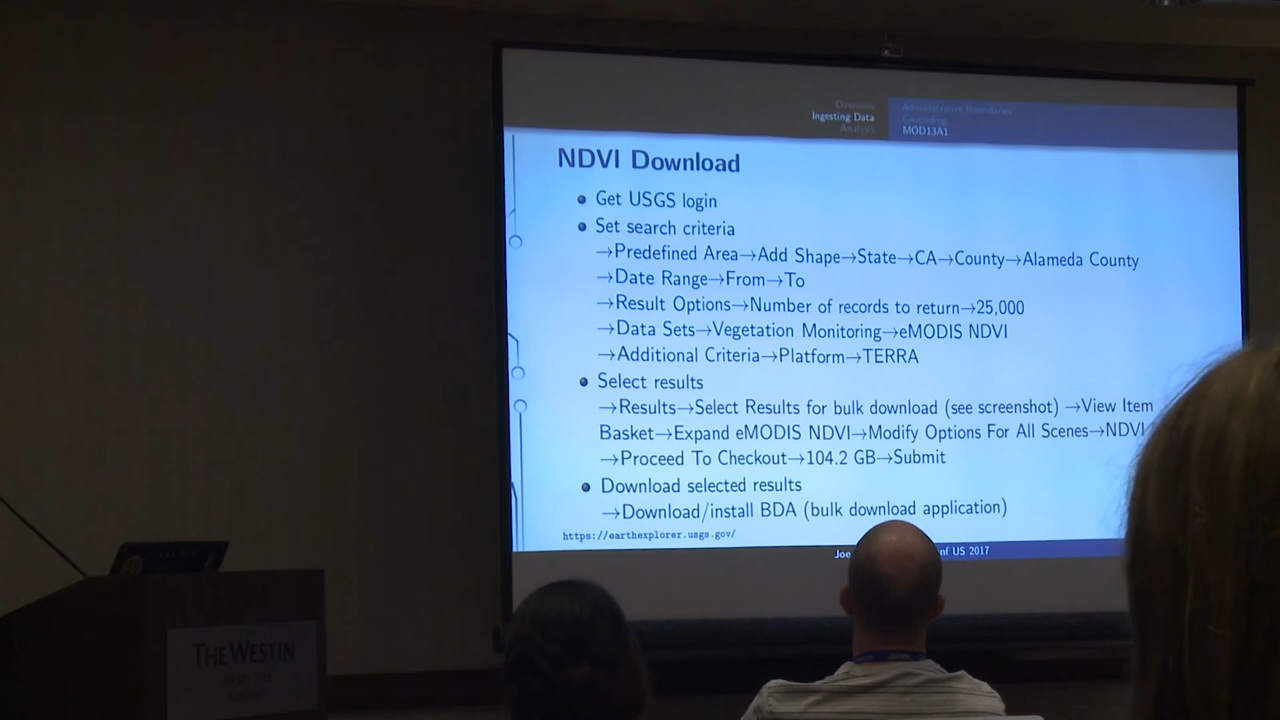 Overview
Ingesting Data
Analysis
Administrative Boundaries
Geocoding
MOD13A1
NDVI Download
• Get USGS login
• Set search criteria
→Predefined Area→Add Shape→State→CA→County→Alameda County
→Date Range→From→To
→Result Options→Number of records to return→25,000
→Data Sets→Vegetation Monitoring→eMODIS NDVI
→Additional Criteria→Platform→TERRA
• Select results
→Results→Select Results for bulk download (see screenshot) →View Item
Basket→Expand eMODIS NDVI→Modify Options For All Scenes→NDVI
→Proceed To Checkout→104.2 GB→Submit
• Download selected results
→Download/install BDA (bulk download application)
https://earthexplorer.usgs.gov/
Joe
US 2017
THE WESTIN